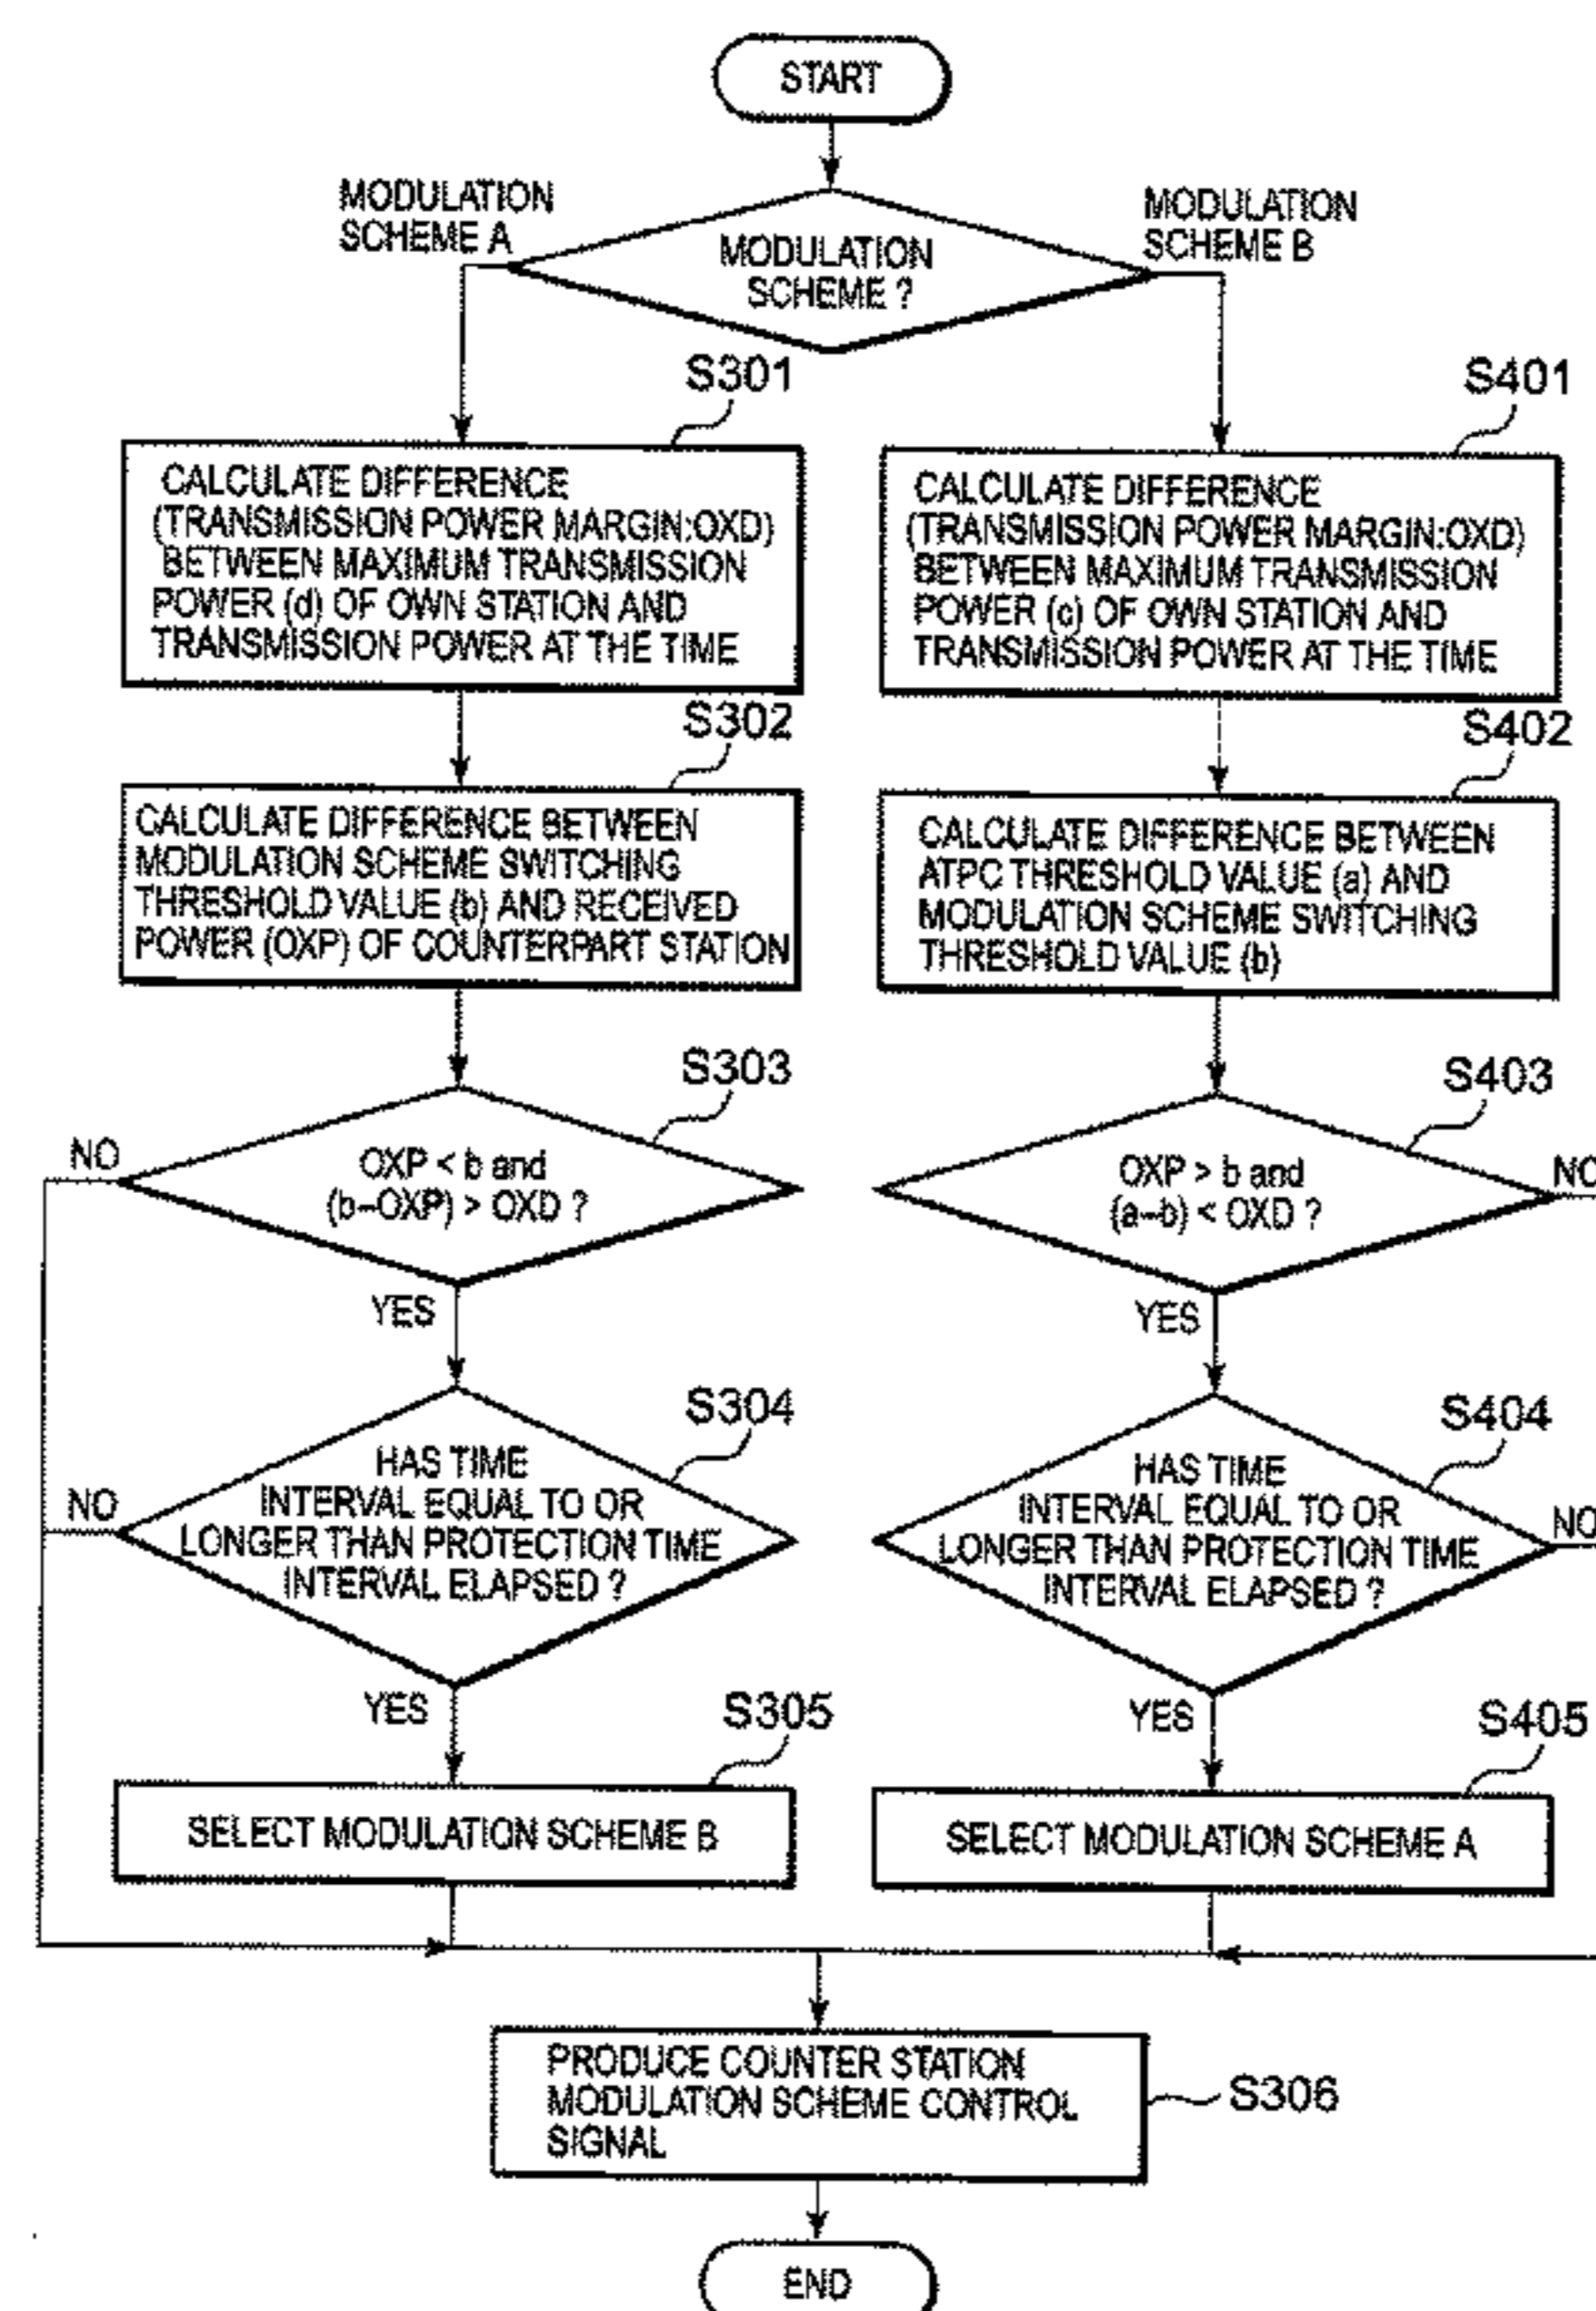 START
MODULATION
SCHEME A
MODULATION
SCHEME ?
MODULATION
SCHEME B
S301
CALCULATE DIFFERENCE
(TRANSMISSION POWER MARGIN:OXD)
BETWEEN MAXIMUM TRANSMISSION
POWER (d) OF OWN STATION AND
TRANSMISSION POWER AT THE TIME
S302
CALCULATE DIFFERENCE BETWEEN
MODULATION SCHEME SWITCHING
THRESHOLD VALUE (b) AND RECEIVED
POWER (OXP) OF COUNTERPART STATION
S303
NO
OXP < b and
(b-OXP) > OXD ?
YES
S304
NO
HAS TIME
INTERVAL EQUAL TO OR
LONGER THAN PROTECTION TIME
INTERVAL ELAPSED ?
YES
S305
SELECT MODULATION SCHEME B
S401
CALCULATE DIFFERENCE
(TRANSMISSION POWER MARGIN:OXD)
BETWEEN MAXIMUM TRANSMISSION
POWER (c) OF OWN STATION AND
TRANSMISSION POWER AT THE TIME
S402
CALCULATE DIFFERENCE BETWEEN
ATPC THRESHOLD VALUE (a) AND
MODULATION SCHEME SWITCHING
THRESHOLD VALUE (b)
S403
OXP > b and
(a-b) < OXD ?
NO
YES
S404
HAS TIME
INTERVAL EQUAL TO OR
LONGER THAN PROTECTION TIME
INTERVAL ELAPSED ?
NO
YES
S405
SELECT MODULATION SCHEME A
PRODUCE COUNTER STATION
MODULATION SCHEME CONTROL
SIGNAL
S306
END